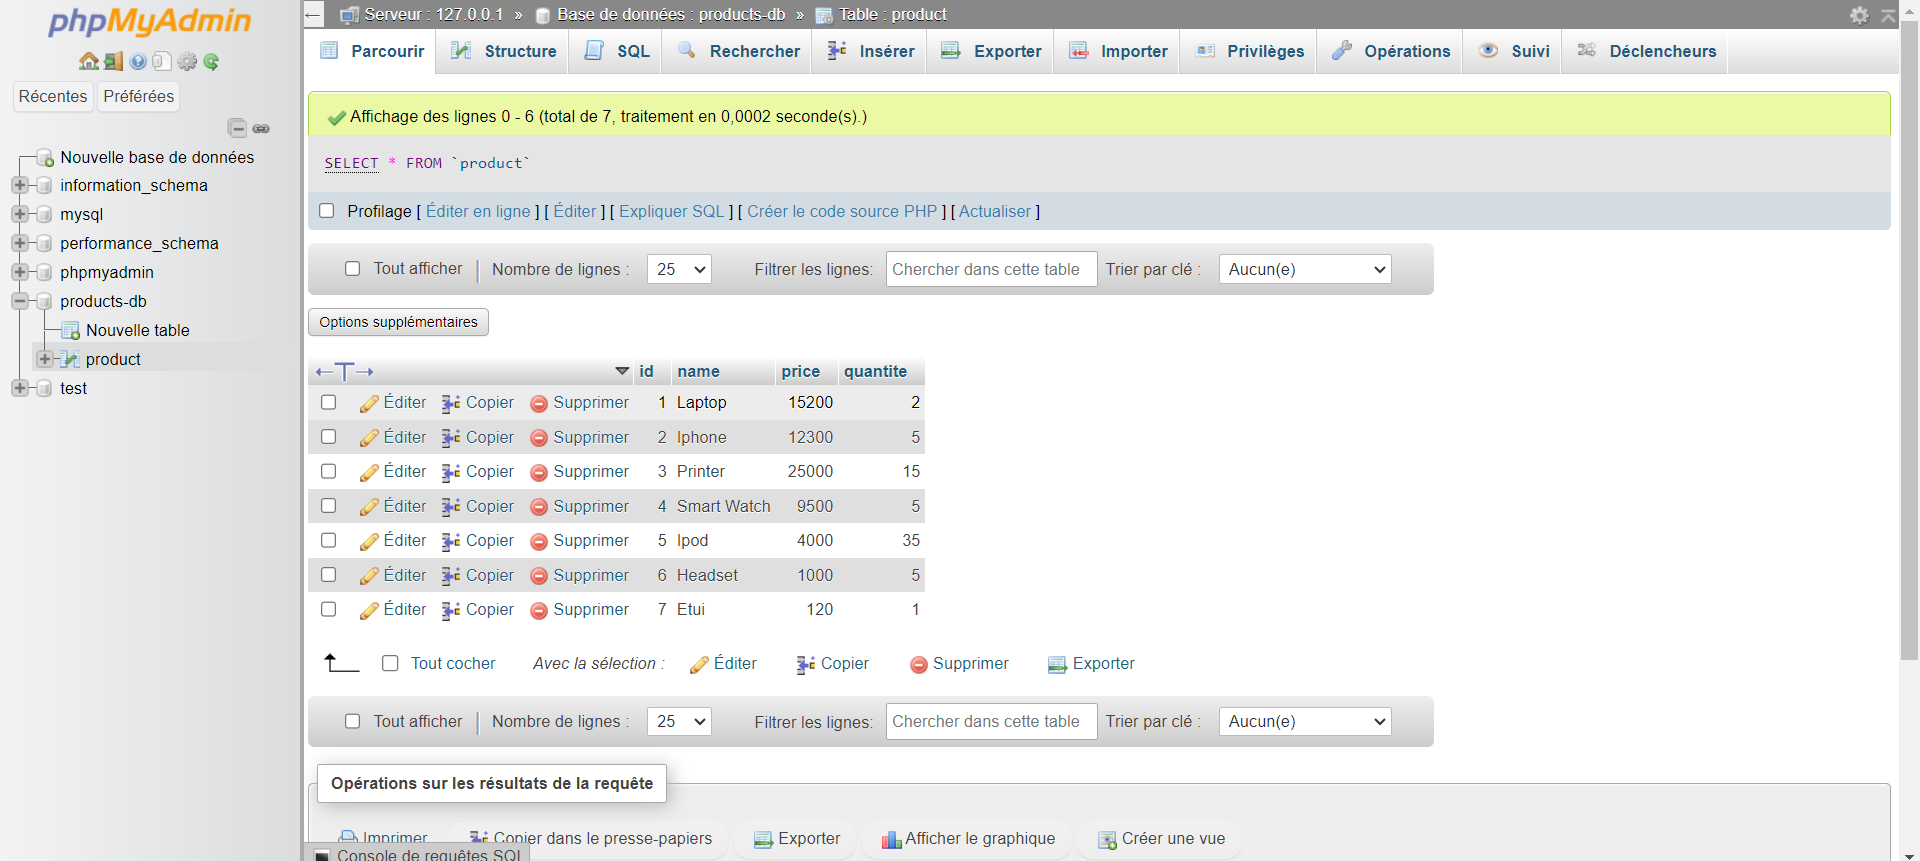 phpMyAdmin
Récentes Préférées
Nouvelle base de données
information_schema
mysql
performance_schema
phpmyadmin
products-db
Nouvelle table
product
test
Serveur : 127.0.0.1 » Base de données : products-db » Table : product
Parcourir Structure SQL Rechercher Insérer Exporter Importer Privilèges Opérations Suivi Déclencheurs
Affichage des lignes 0 - 6 (total de 7, traitement en 0,0002 seconde(s).)
SELECT * FROM `product`
Profilage [ Éditer en ligne ] [ Éditer ] [ Expliquer SQL ] [ Créer le code source PHP ] [ Actualiser ]
Tout afficher | Nombre de lignes : 25 Filtrer les lignes: Chercher dans cette table Trier par clé : Aucun(e)
Options supplémentaires
←T→ id name price quantite
Éditer Copier Supprimer 1 Laptop 15200 2
Éditer Copier Supprimer 2 Iphone 12300 5
Éditer Copier Supprimer 3 Printer 25000 15
Éditer Copier Supprimer 4 Smart Watch 9500 5
Éditer Copier Supprimer 5 Ipod 4000 35
Éditer Copier Supprimer 6 Headset 1000 5
Éditer Copier Supprimer 7 Etui 120 1
Tout cocher Avec la sélection : Éditer Copier Supprimer Exporter
Tout afficher | Nombre de lignes : 25 Filtrer les lignes: Chercher dans cette table Trier par clé : Aucun(e)
Opérations sur les résultats de la requête
Imprimer Copier dans le presse-papiers Exporter Afficher le graphique Créer une vue
Console de requêtes SQL